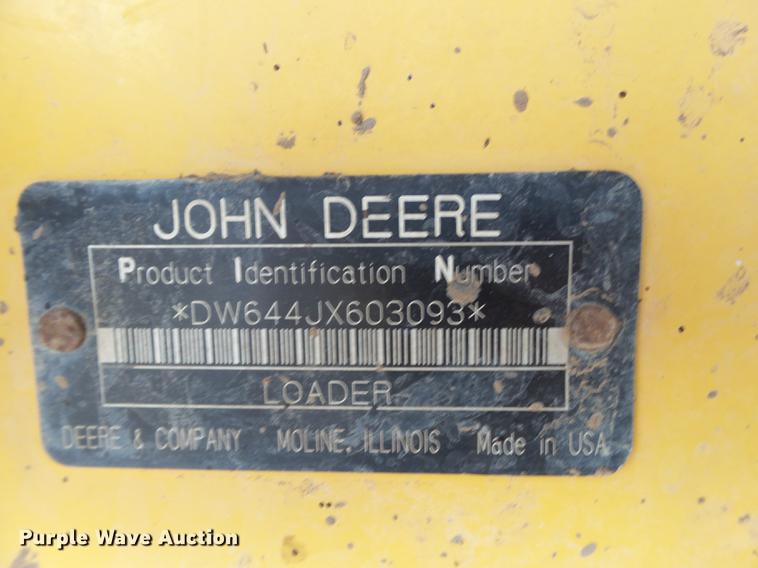 JOHN DEERE
Product Identification Number
*DW644JX603093*
LOADER
DEERE & COMPANY MOLINE, ILLINOIS Made in USA
Purple Wave Auction